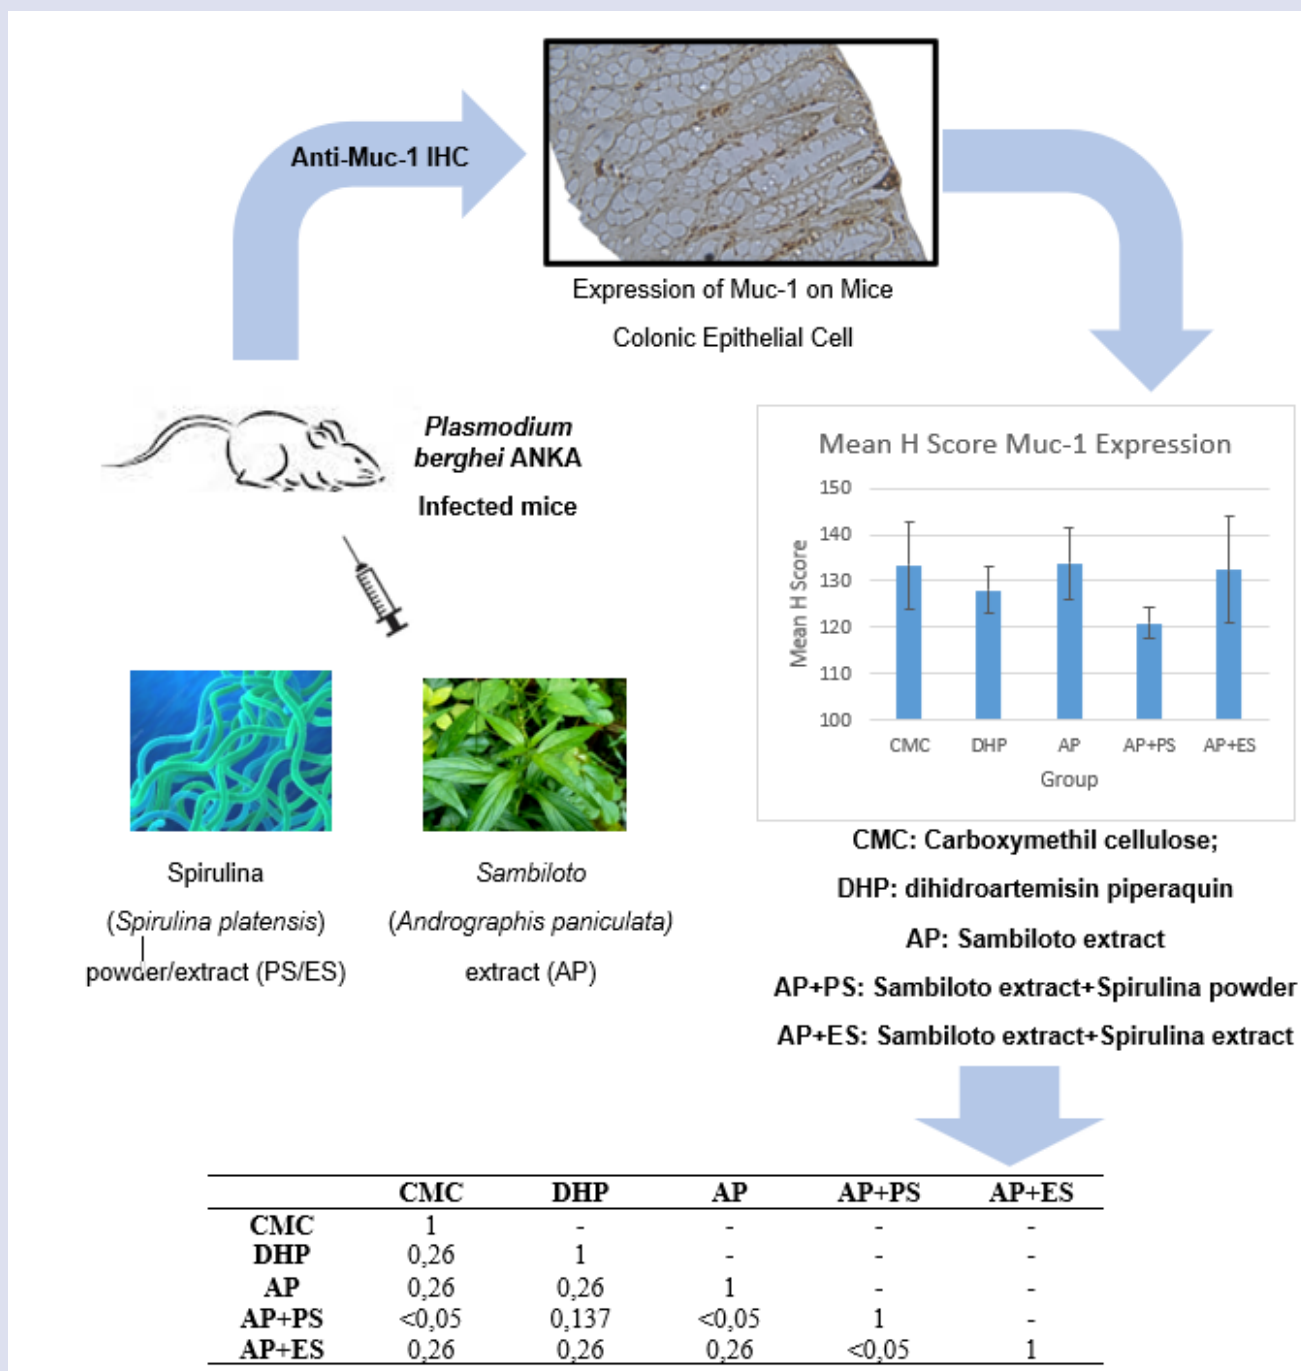 Anti-Muc-1 IHC
Expression of Muc-1 on Mice
Colonic Epithelial Cell
Plasmodium
berghei ANKA
Infected mice
Spirulina
(Spirulina platensis)
powder/extract (PS/ES)
Sambiloto
(Andrographis paniculata)
extract (AP)
Mean H Score Muc-1 Expression
Mean H Score
150
140
130
120
110
100
CMC DHP AP AP+PS AP+ES
Group
CMC: Carboxymethil cellulose;
DHP: dihidroartemisin piperaquin
AP: Sambiloto extract
AP+PS: Sambiloto extract+Spirulina powder
AP+ES: Sambiloto extract+Spirulina extract
CMC DHP AP AP+PS AP+ES
CMC 1 - - - -
DHP 0,26 1 - - -
AP 0,26 0,26 1 - -
AP+PS <0,05 0,137 <0,05 1 -
AP+ES 0,26 0,26 0,26 <0,05 1